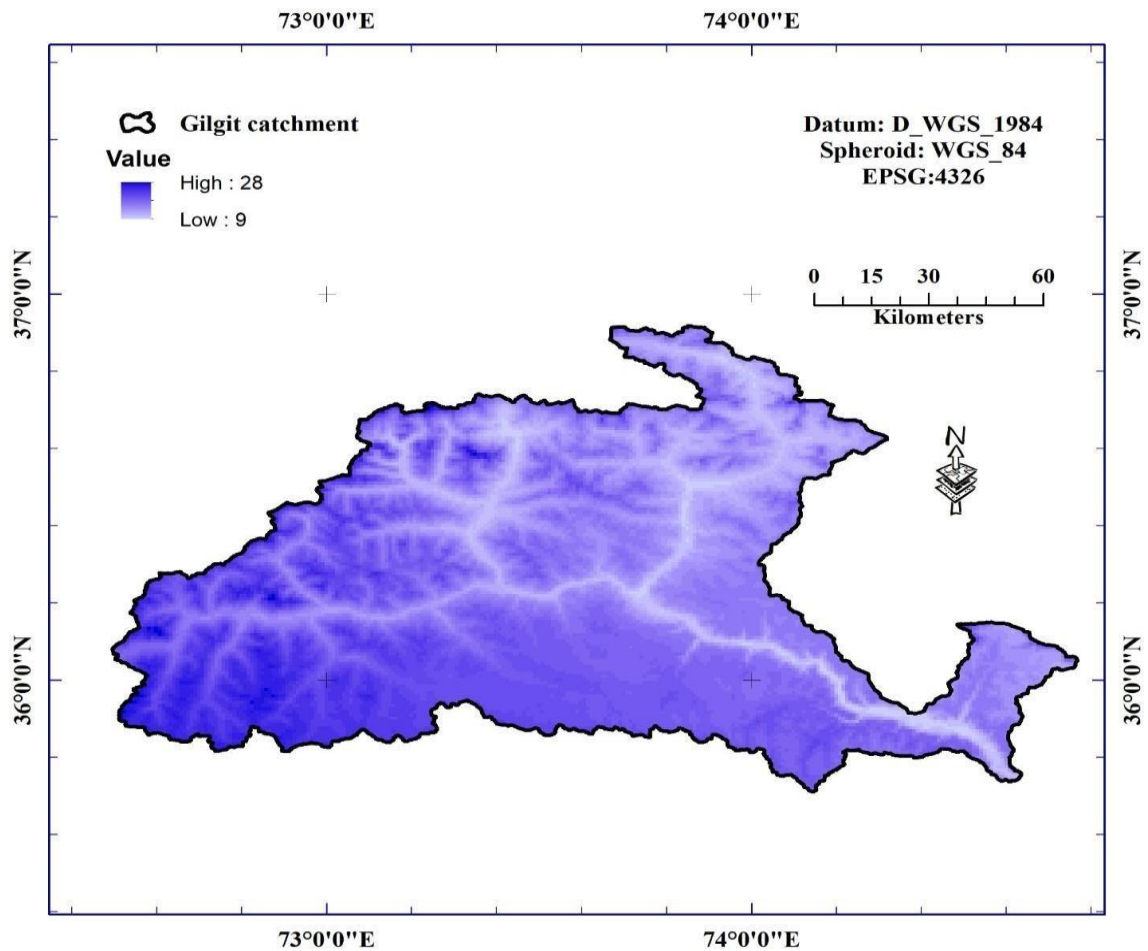 73°0'0"E 74°0'0"E
Gilgit catchment
Value
High : 28
Low : 9
Datum: D_WGS_1984
Spheroid: WGS_84
EPSG:4326
0 15 30 60
Kilometers
N
37°0'0"N 37°0'0"N
36°0'0"N 36°0'0"N
73°0'0"E 74°0'0"E